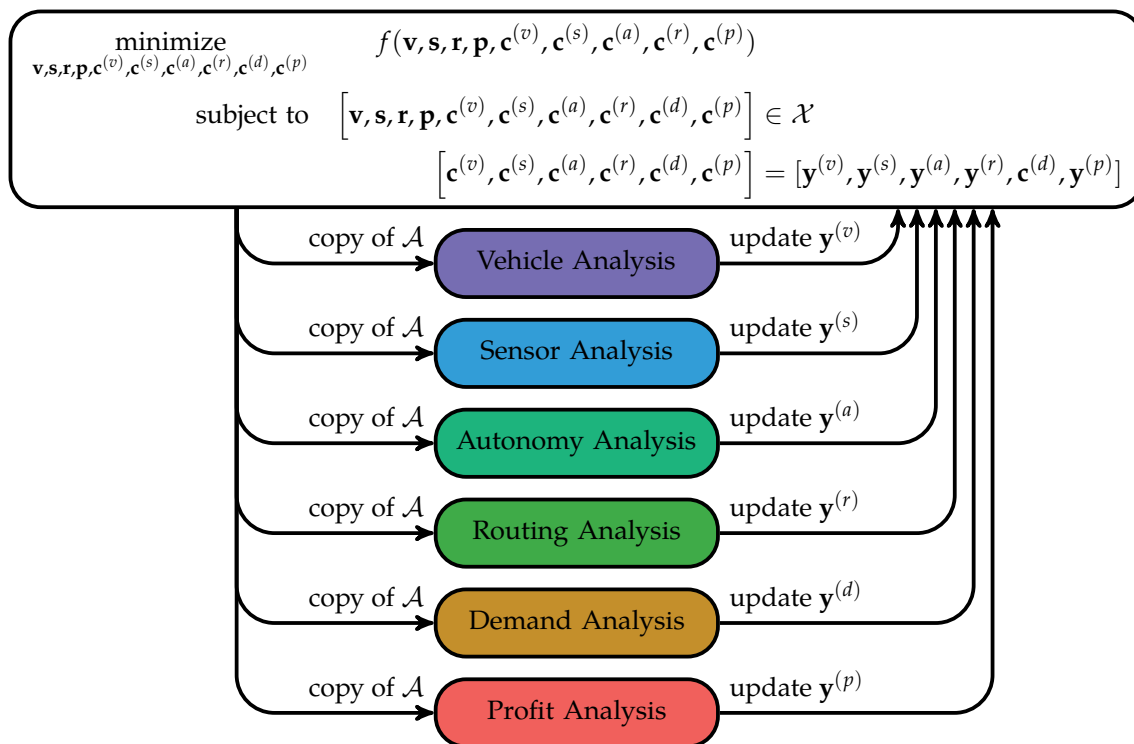 minimize f(v, s, r, p, c^(v), c^(s), c^(a), c^(r), c^(p))
v,s,r,p,c^(v),c^(s),c^(a),c^(r),c^(d),c^(p)
subject to [v, s, r, p, c^(v), c^(s), c^(a), c^(r), c^(d), c^(p)] ∈ 𝒳
[c^(v), c^(s), c^(a), c^(r), c^(d), c^(p)] = [y^(v), y^(s), y^(a), y^(r), c^(d), y^(p)]
copy of 𝒜 Vehicle Analysis update y^(v)
copy of 𝒜 Sensor Analysis update y^(s)
copy of 𝒜 Autonomy Analysis update y^(a)
copy of 𝒜 Routing Analysis update y^(r)
copy of 𝒜 Demand Analysis update y^(d)
copy of 𝒜 Profit Analysis update y^(p)